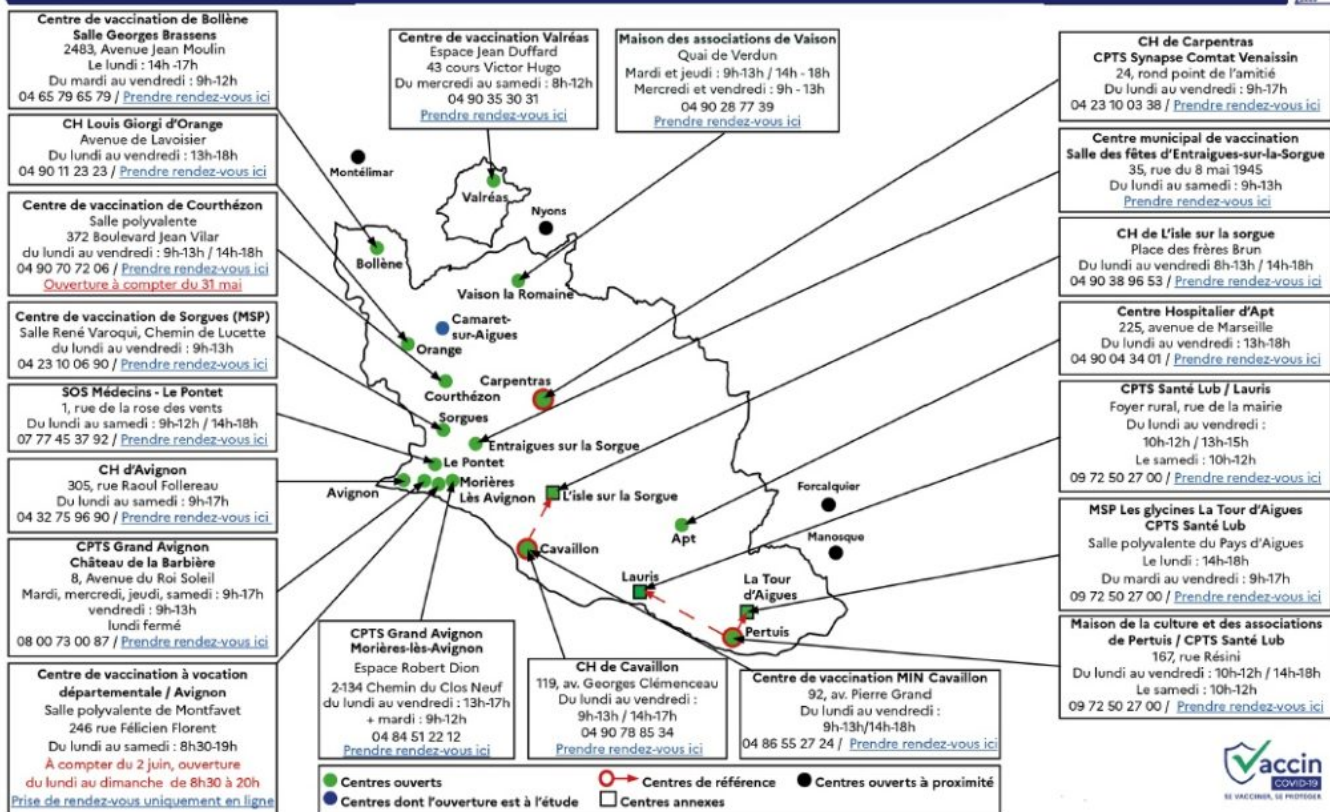 Centre de vaccination de Bollène
Salle Georges Brassens
2483, Avenue Jean Moulin
Le lundi : 14h -17h
Du mardi au vendredi : 9h-12h
04 65 79 65 79 / Prendre rendez-vous ici
CH Louis Giorgi d'Orange
Avenue de Lavoisier
Du lundi au vendredi : 13h-18h
04 90 11 23 23 / Prendre rendez-vous ici
Centre de vaccination de Courthézon
Salle polyvalente
372 Boulevard Jean Vilar
du lundi au vendredi : 9h-13h / 14h-18h
04 90 70 72 06 / Prendre rendez-vous ici
Ouverture à compter du 31 mai
Centre de vaccination de Sorgues (MSP)
Salle René Varoqui, Chemin de Lucette
du lundi au vendredi : 9h-13h
04 23 10 06 90 / Prendre rendez-vous ici
SOS Médecins - Le Pontet
1, rue de la rose des vents
Du lundi au samedi : 9h-12h / 14h-18h
07 77 45 37 92 / Prendre rendez-vous ici
CH d'Avignon
305, rue Raoul Follereau
Du lundi au samedi : 9h-17h
04 32 75 96 90 / Prendre rendez-vous ici
CPTS Grand Avignon
Château de la Barbière
8, Avenue du Roi Soleil
Mardi, mercredi, jeudi, samedi : 9h-17h
vendredi : 9h-13h
lundi fermé
08 00 73 00 87 / Prendre rendez-vous ici
Centre de vaccination à vocation
départementale / Avignon
Salle polyvalente de Montfavet
246 rue Félicien Florent
Du lundi au samedi : 8h30-19h
À compter du 2 juin, ouverture
du lundi au dimanche de 8h30 à 20h
Prise de rendez-vous uniquement en ligne
Centre de vaccination Valréas
Espace Jean Duffard
43 cours Victor Hugo
Du mercredi au samedi : 8h-12h
04 90 35 30 31
Prendre rendez-vous ici
Maison des associations de Vaison
Quai de Verdun
Mardi et jeudi : 9h-13h / 14h - 18h
Mercredi et vendredi : 9h - 13h
04 90 28 77 39
Prendre rendez-vous ici
Montélimar
Valréas
Nyons
Bollène
Vaison la Romaine
Camaret-
sur-Aigues
Orange
Carpentras
Courthézon
Sorgues
Entraigues sur la Sorgue
Le Pontet
Avignon
Morières
Lès Avignon
L'isle sur la Sorgue
Forcalquier
Apt
Manosque
Cavaillon
Lauris
La Tour
d'Aigues
Pertuis
CPTS Grand Avignon
Morières-lès-Avignon
Espace Robert Dion
2-134 Chemin du Clos Neuf
du lundi au vendredi : 13h-17h
+ mardi : 9h-12h
04 84 51 22 12
Prendre rendez-vous ici
CH de Cavaillon
119, av. Georges Clémenceau
Du lundi au vendredi :
9h-13h / 14h-17h
04 90 78 85 34
Prendre rendez-vous ici
Centre de vaccination MIN Cavaillon
92, av. Pierre Grand
Du lundi au vendredi :
9h-13h/14h-18h
04 86 55 27 24 / Prendre rendez-vous ici
CH de Carpentras
CPTS Synapse Comtat Venaissin
24, rond point de l'amitié
Du lundi au vendredi : 9h-17h
04 23 10 03 38 / Prendre rendez-vous ici
Centre municipal de vaccination
Salle des fêtes d'Entraigues-sur-la-Sorgue
35, rue du 8 mai 1945
Du lundi au samedi : 9h-13h
Prendre rendez-vous ici
CH de L'isle sur la sorgue
Place des frères Brun
Du lundi au vendredi 8h-13h / 14h-18h
04 90 38 96 53 / Prendre rendez-vous ici
Centre Hospitalier d'Apt
225, avenue de Marseille
Du lundi au vendredi : 13h-18h
04 90 04 34 01 / Prendre rendez-vous ici
CPTS Santé Lub / Lauris
Foyer rural, rue de la mairie
Du lundi au vendredi :
10h-12h / 13h-15h
Le samedi : 10h-12h
09 72 50 27 00 / Prendre rendez-vous ici
MSP Les glycines La Tour d'Aigues
CPTS Santé Lub
Salle polyvalente du Pays d'Aigues
Le lundi : 14h-18h
Du mardi au vendredi : 9h-17h
09 72 50 27 00 / Prendre rendez-vous ici
Maison de la culture et des associations
de Pertuis / CPTS Santé Lub
167, rue Résini
Du lundi au vendredi : 10h-12h / 14h-18h
Le samedi : 10h-12h
09 72 50 27 00 / Prendre rendez-vous ici
Centres ouverts
Centres de référence
Centres ouverts à proximité
Centres dont l'ouverture est à l'étude
Centres annexes
Vaccin
COVID-19
SE VACCINER, SE PROTÉGER